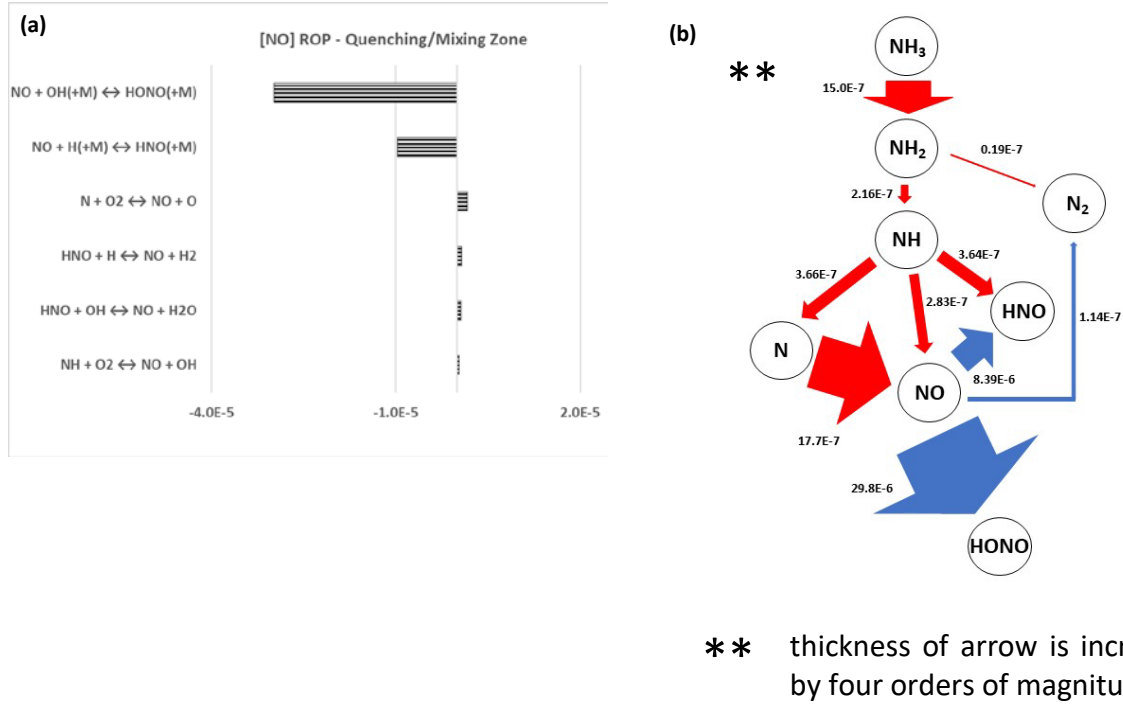 (a)
[NO] ROP - Quenching/Mixing Zone
NO + OH(+M) ↔ HONO(+M)
NO + H(+M) ↔ HNO(+M)
N + O2 ↔ NO + O
HNO + H ↔ NO + H2
HNO + OH ↔ NO + H2O
NH + O2 ↔ NO + OH
-4.0E-5
-1.0E-5
2.0E-5
(b)
**
NH₃
15.0E-7
NH₂
0.19E-7
N₂
2.16E-7
NH
3.64E-7
3.66E-7
2.83E-7
HNO
1.14E-7
N
8.39E-6
NO
17.7E-7
29.8E-6
HONO
** thickness of arrow is
by four orders of